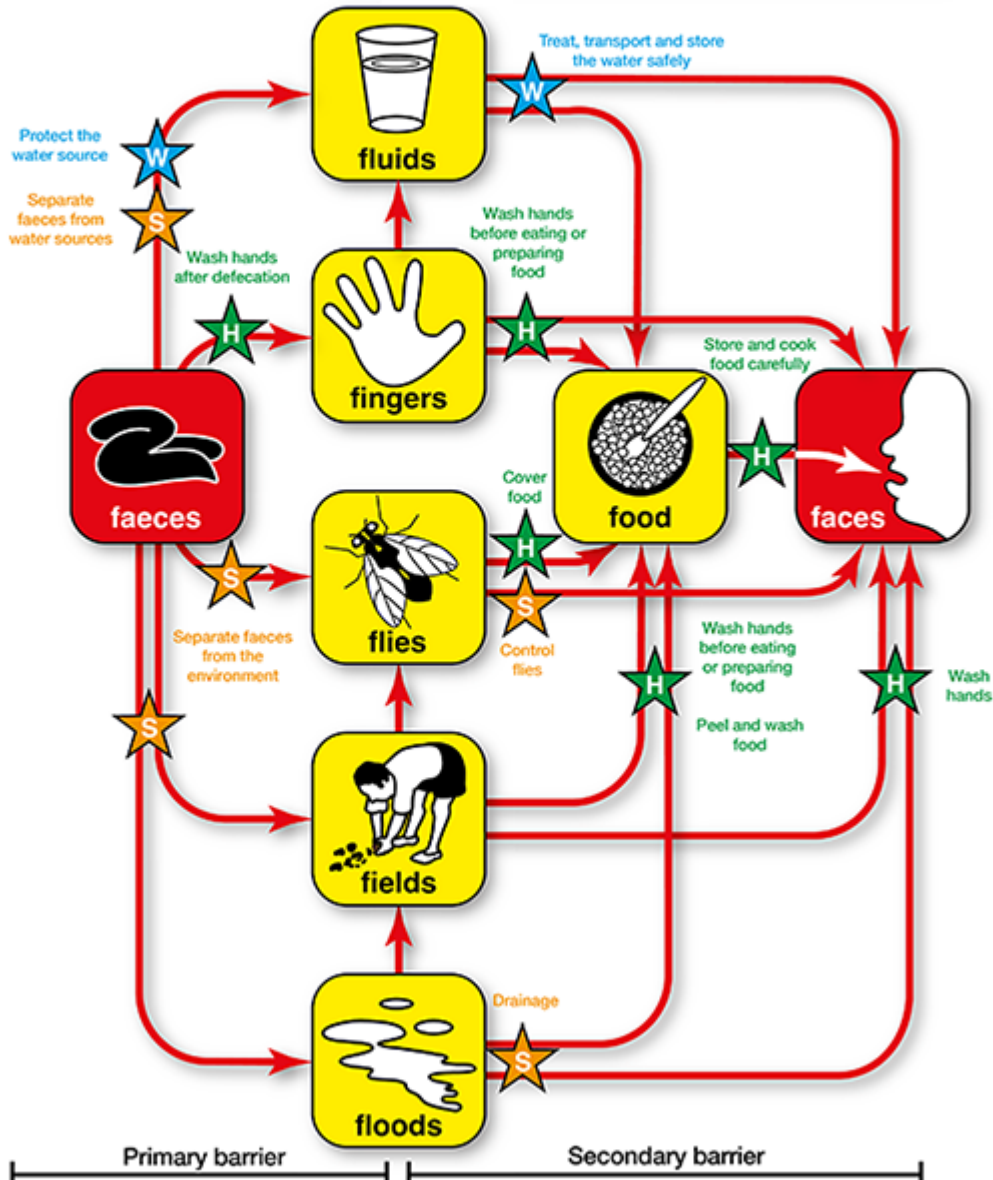 Treat, transport and store
the water safely
W
fluids
Protect the
water source
W
Separate
faeces from
water sources
S
Wash hands
before eating or
preparing
food
Wash hands
after defecation
H
H
fingers
Store and cook
food carefully
H
faeces
food
faces
Cover
food
H
S
flies
S
Control
flies
Separate faeces
from the
environment
Wash hands
before eating
or preparing
food
H
Peel and wash
food
H
Wash
hands
S
fields
Drainage
S
floods
Primary barrier
Secondary barrier